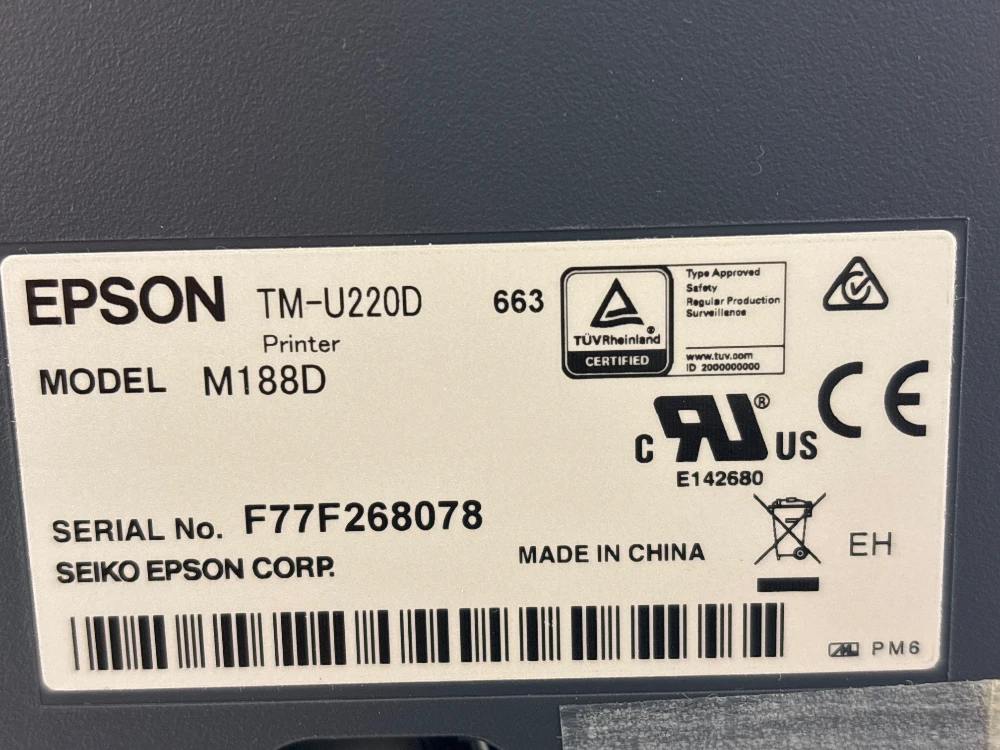 EPSON TM-U220D 663
Printer
MODEL M188D
TÜVRheinland®
CERTIFIED
Type Approved
Safety
Regular Production
Surveillance
www.tuv.com
ID 2000000000
c RU® US
E142680
CE
SERIAL No. F77F268078
SEIKO EPSON CORP.
MADE IN CHINA
EH
PM6